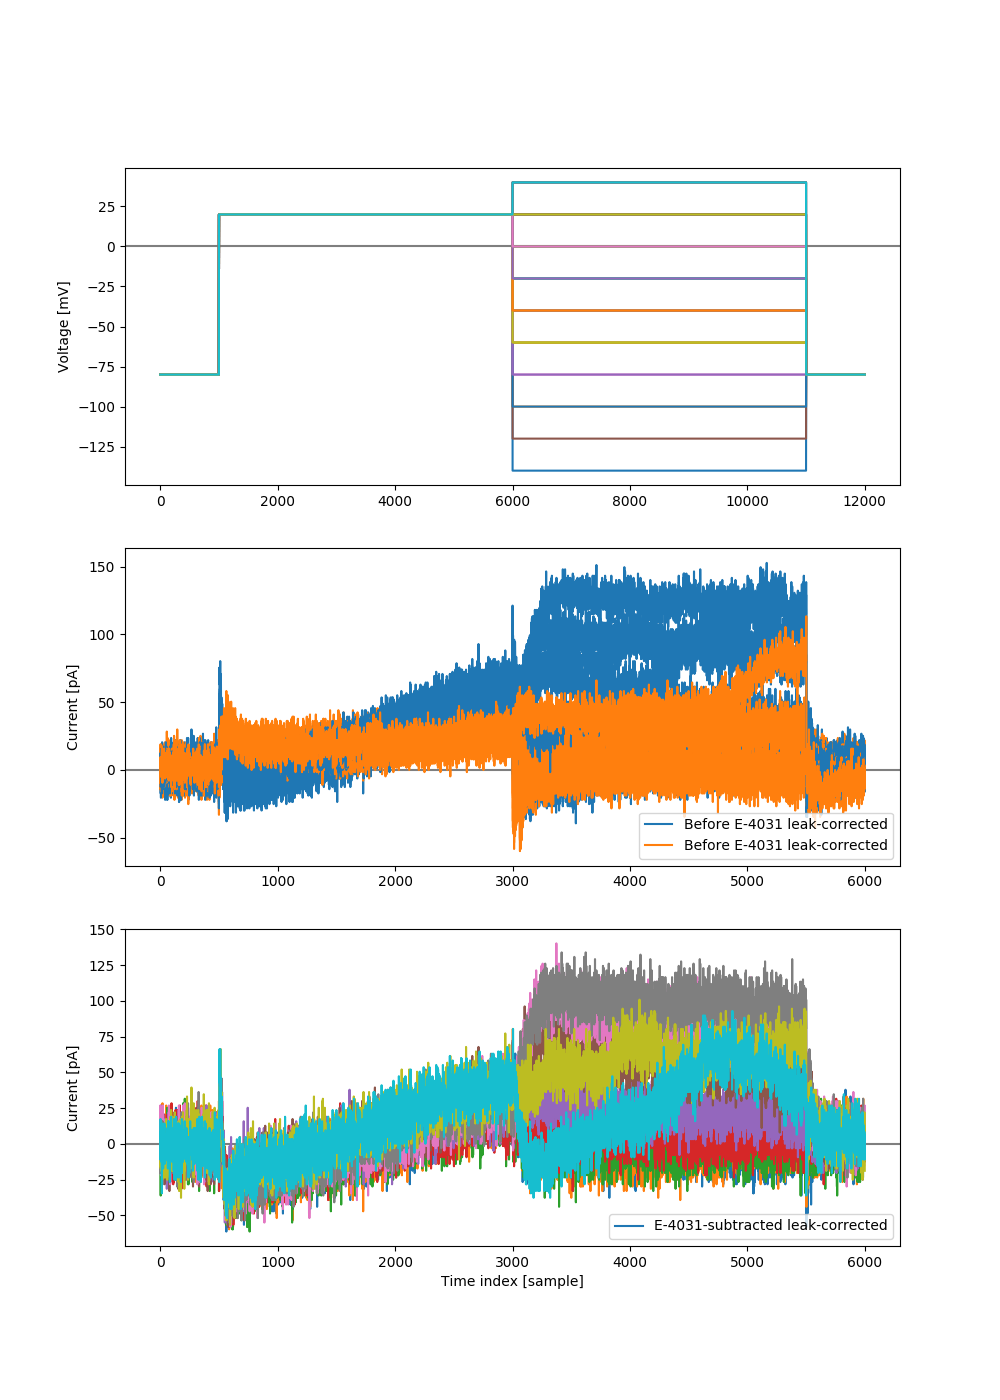 25
0
−25
−50
−75
−100
−125
Voltage [mV]
0 2000 4000 6000 8000 10000 12000
150
100
50
0
−50
Current [pA]
Before E-4031 leak-corrected
Before E-4031 leak-corrected
0 1000 2000 3000 4000 5000 6000
150
125
100
75
50
25
0
−25
−50
Current [pA]
E-4031-subtracted leak-corrected
0 1000 2000 3000 4000 5000 6000
Time index [sample]